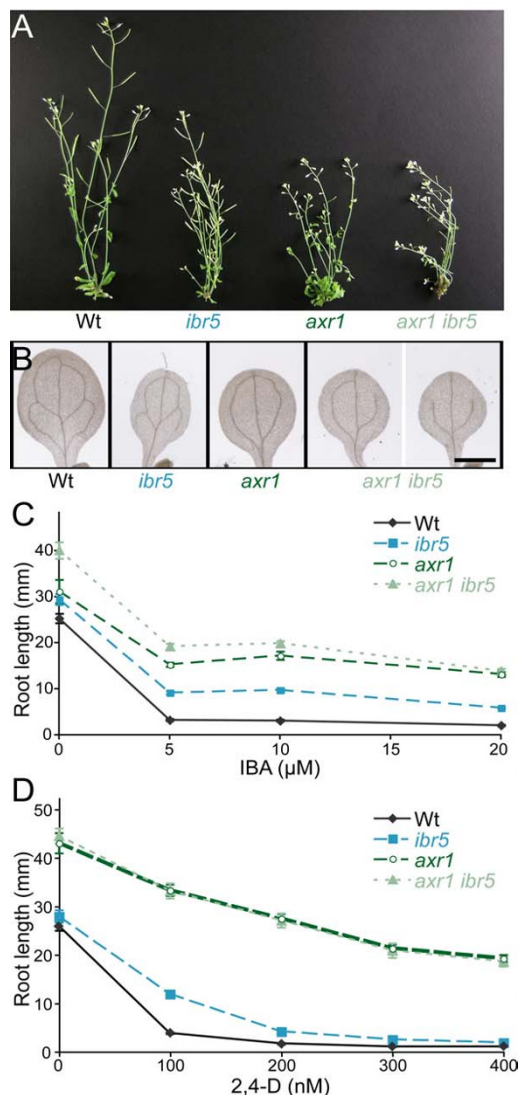 A
Wt ibr5 axr1 axr1 ibr5
B
Wt ibr5 axr1 axr1 ibr5
C
Wt
ibr5
axr1
axr1 ibr5
Root length (mm)
40
30
20
10
0
0 5 10 15 20
IBA (µM)
D
Wt
ibr5
axr1
axr1 ibr5
Root length (mm)
50
40
30
20
10
0
0 100 200 300 400
2,4-D (nM)